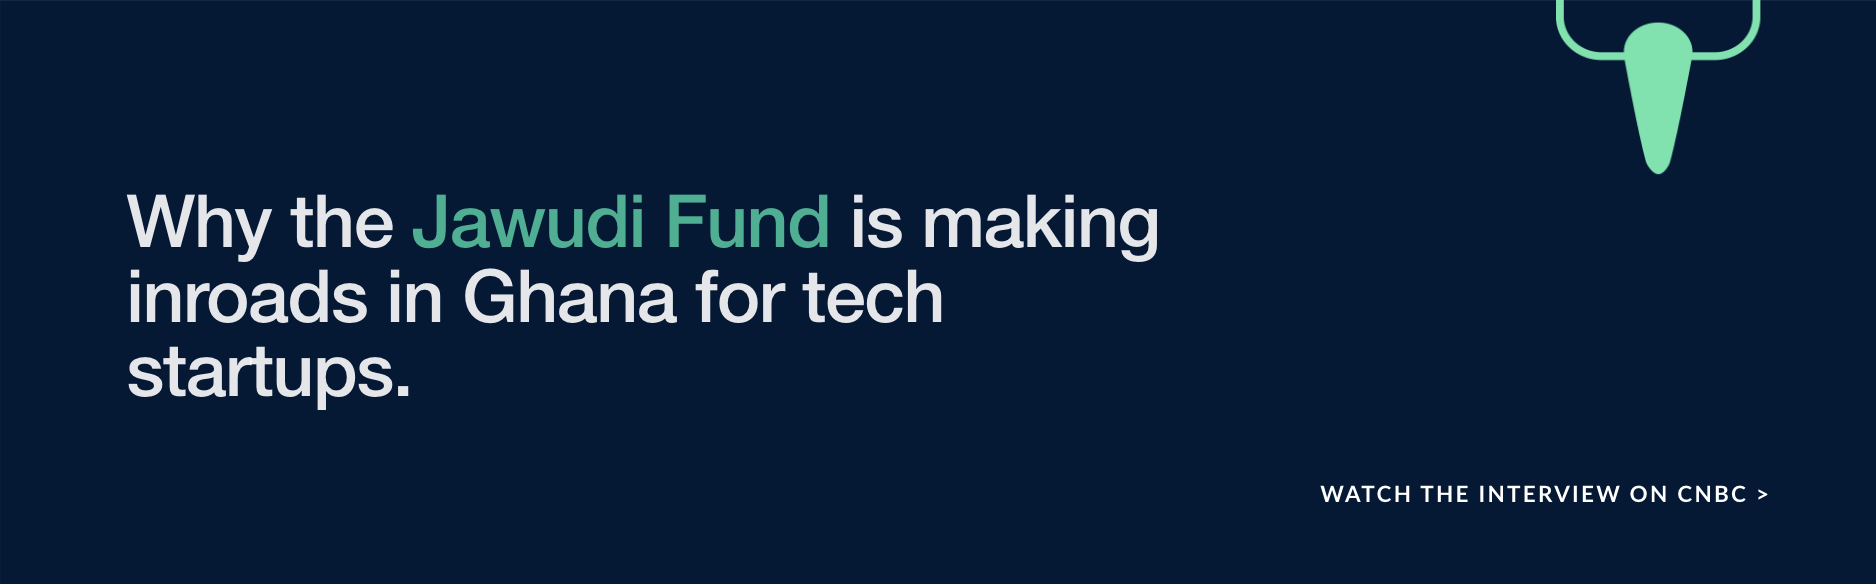 Why the Jawudi Fund is making
inroads in Ghana for tech
startups.
WATCH THE INTERVIEW ON CNBC >